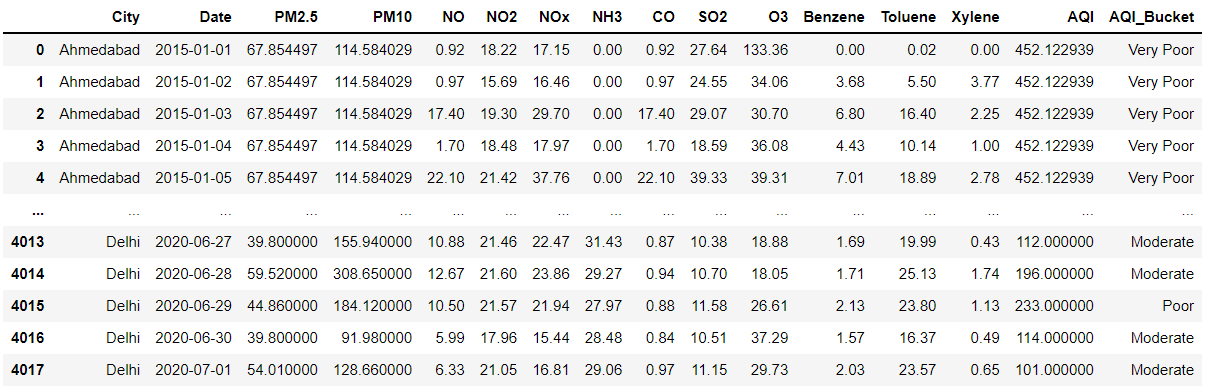 City Date PM2.5 PM10 NO NO2 NOx NH3 CO SO2 O3 Benzene Toluene Xylene AQI AQI_Bucket
0 Ahmedabad 2015-01-01 67.854497 114.584029 0.92 18.22 17.15 0.00 0.92 27.64 133.36 0.00 0.02 0.00 452.122939 Very Poor
1 Ahmedabad 2015-01-02 67.854497 114.584029 0.97 15.69 16.46 0.00 0.97 24.55 34.06 3.68 5.50 3.77 452.122939 Very Poor
2 Ahmedabad 2015-01-03 67.854497 114.584029 17.40 19.30 29.70 0.00 17.40 29.07 30.70 6.80 16.40 2.25 452.122939 Very Poor
3 Ahmedabad 2015-01-04 67.854497 114.584029 1.70 18.48 17.97 0.00 1.70 18.59 36.08 4.43 10.14 1.00 452.122939 Very Poor
4 Ahmedabad 2015-01-05 67.854497 114.584029 22.10 21.42 37.76 0.00 22.10 39.33 39.31 7.01 18.89 2.78 452.122939 Very Poor
... ... ... ... ... ... ... ... ... ... ... ... ... ... ... ... ...
4013 Delhi 2020-06-27 39.800000 155.940000 10.88 21.46 22.47 31.43 0.87 10.38 18.88 1.69 19.99 0.43 112.000000 Moderate
4014 Delhi 2020-06-28 59.520000 308.650000 12.67 21.60 23.86 29.27 0.94 10.70 18.05 1.71 25.13 1.74 196.000000 Moderate
4015 Delhi 2020-06-29 44.860000 184.120000 10.50 21.57 21.94 27.97 0.88 11.58 26.61 2.13 23.80 1.13 233.000000 Poor
4016 Delhi 2020-06-30 39.800000 91.980000 5.99 17.96 15.44 28.48 0.84 10.51 37.29 1.57 16.37 0.49 114.000000 Moderate
4017 Delhi 2020-07-01 54.010000 128.660000 6.33 21.05 16.81 29.06 0.97 11.15 29.73 2.03 23.57 0.65 101.000000 Moderate